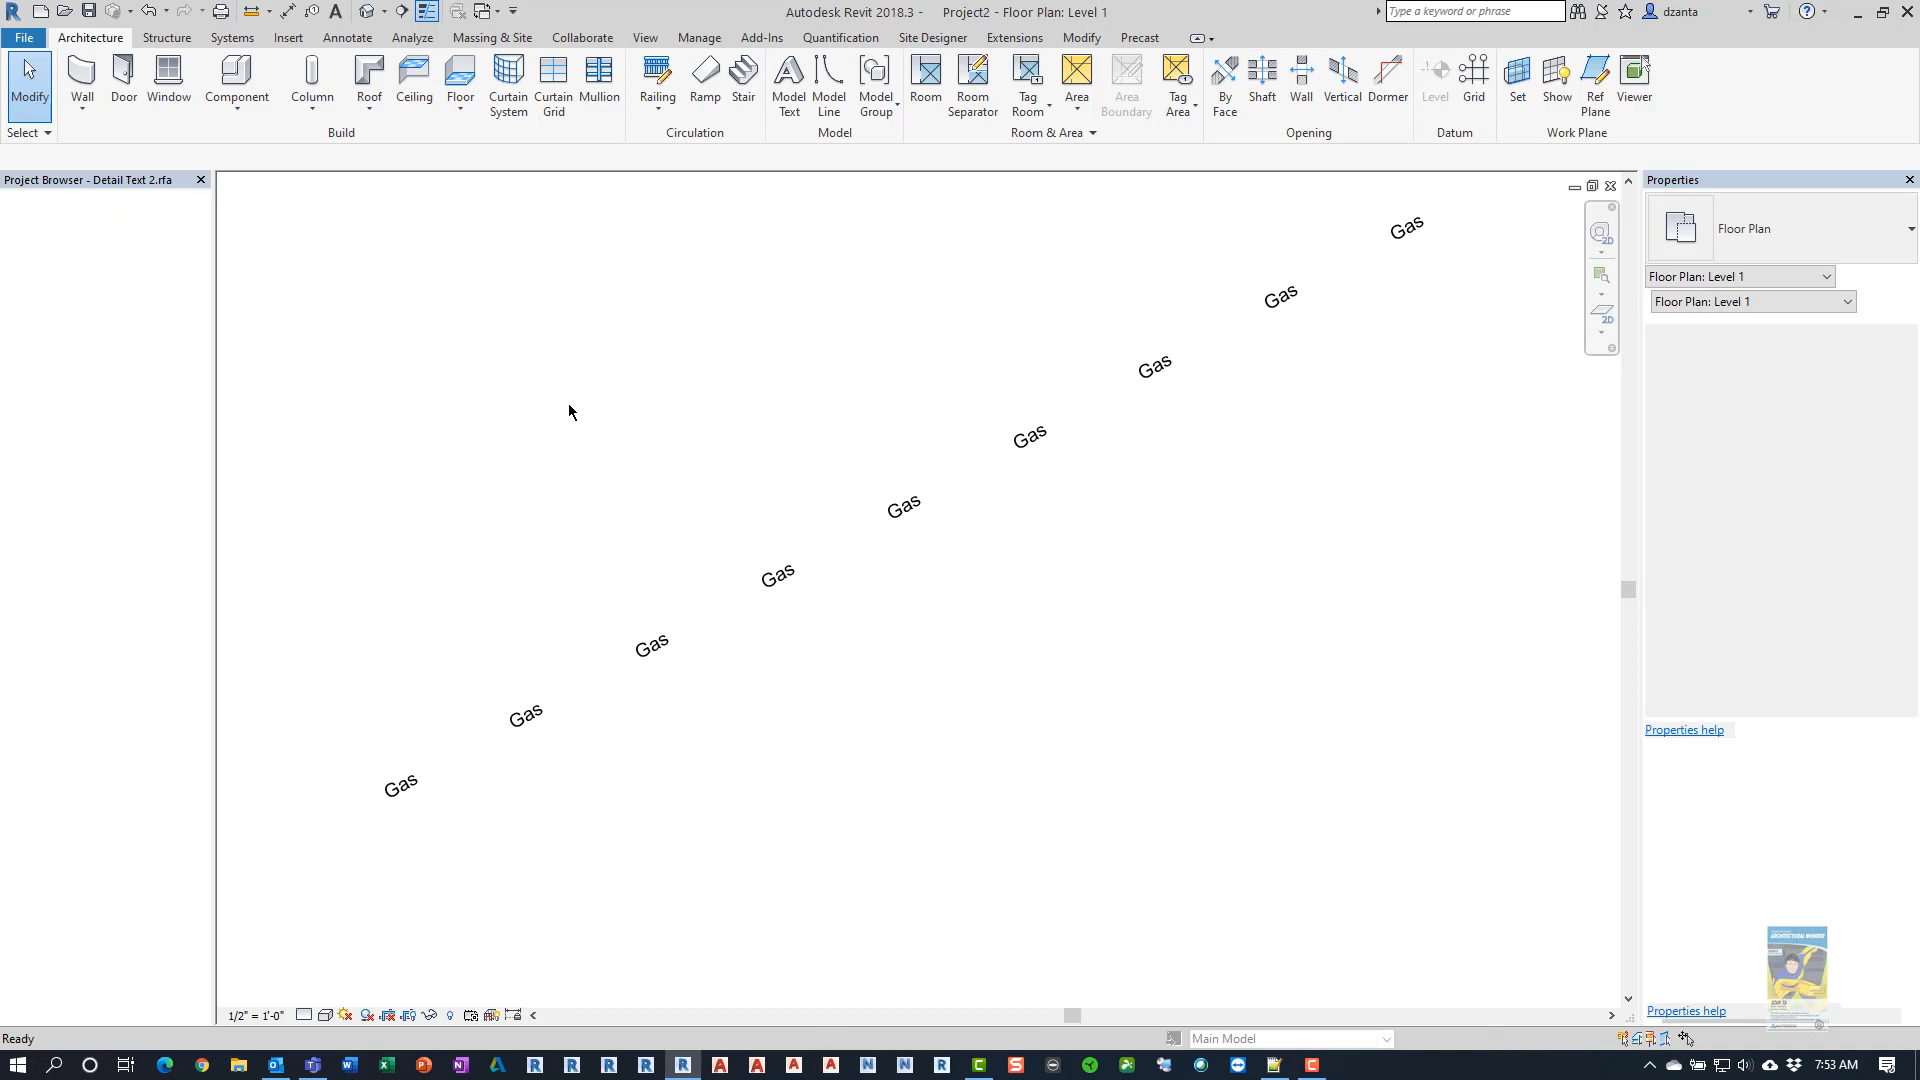 Autodesk Revit 2018.3 - Project2 - Floor Plan: Level 1
Type a keyword or phrase
dzanta
File Architecture Structure Systems Insert Annotate Analyze Massing & Site Collaborate View Manage Add-Ins Quantification Site Designer Extensions Modify Precast
Modify Wall Door Window Component Column Roof Ceiling Floor Curtain System Curtain Grid Mullion Railing Ramp Stair Model Text Model Line Model Group Room Room Separator Tag Room Area Area Boundary Tag Area By Face Shaft Wall Vertical Dormer Level Grid Set Show Ref Plane Viewer
Select Build Circulation Model Room & Area Opening Datum Work Plane
Project Browser - Detail Text 2.rfa
Properties
Floor Plan
Floor Plan: Level 1
Floor Plan: Level 1
2D
2D
Gas
Gas
Gas
Gas
Gas
Gas
Gas
Gas
Gas
Properties help
ARCHITECTURAL WONDER
AUTODESK
Properties help
1/2" = 1'-0"
Ready
Main Model
7:53 AM